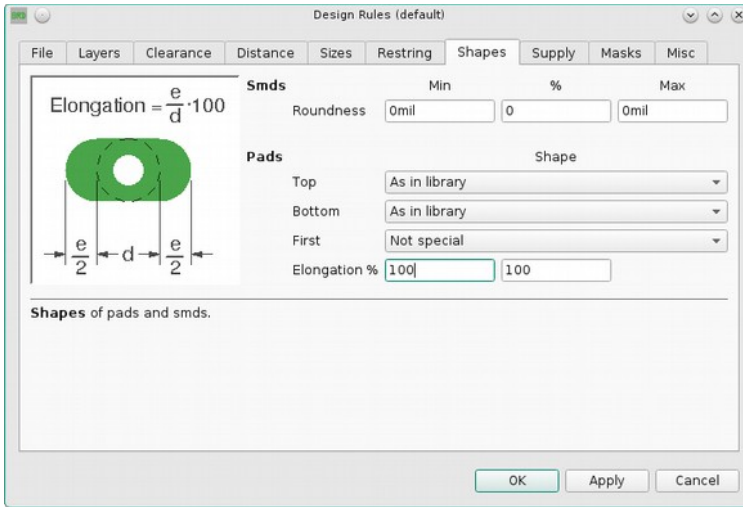 DRS
Design Rules (default)
File Layers Clearance Distance Sizes Restring Shapes Supply Masks Misc
Elongation = e/d · 100
e/2 d e/2
Smds Min % Max
Roundness 0mil 0 0mil
Pads Shape
Top As in library
Bottom As in library
First Not special
Elongation % 100 100
Shapes of pads and smds.
OK Apply Cancel